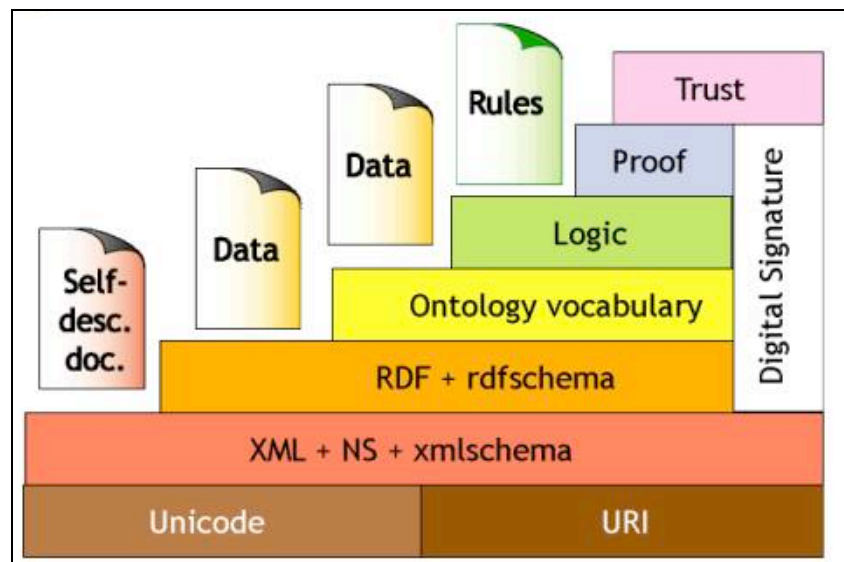 Rules
Trust
Data
Proof
Data
Logic
Self-
desc.
doc.
Ontology vocabulary
Digital Signature
RDF + rdfschema
XML + NS + xmlschema
Unicode
URI